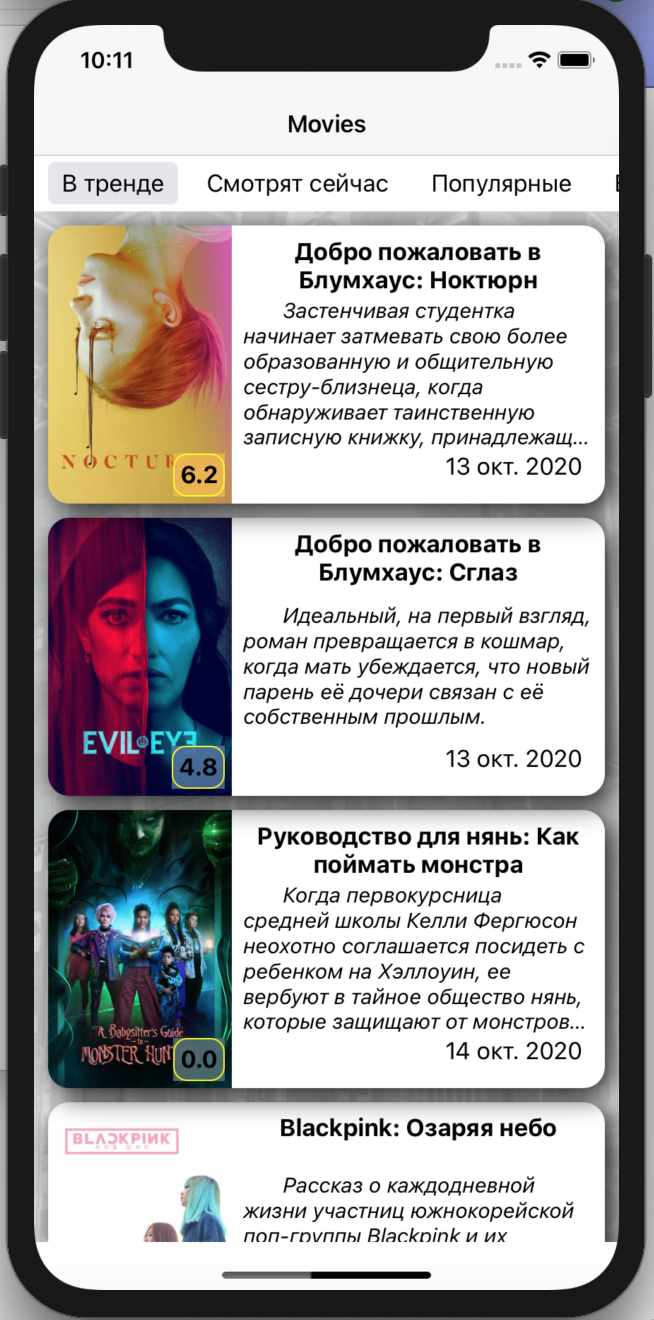 10:11
Movies
В тренде Смотрят сейчас Популярные
Добро пожаловать в
Блумхаус: Ноктюрн
Застенчивая студентка
начинает затмевать свою более
образованную и общительную
сестру-близнеца, когда
обнаруживает таинственную
записную книжку, принадлежащ...
13 окт. 2020
6.2
Добро пожаловать в
Блумхаус: Сглаз
Идеальный, на первый взгляд,
роман превращается в кошмар,
когда мать убеждается, что новый
парень её дочери связан с её
собственным прошлым.
13 окт. 2020
EVIL EYE
4.8
Руководство для нянь: Как
поймать монстра
Когда первокурсница
средней школы Келли Фергюсон
неохотно соглашается посидеть с
ребенком на Хэллоуин, ее
вербуют в тайное общество нянь,
которые защищают от монстров...
14 окт. 2020
A Babysitter's Guide
to
MONSTER HUN
0.0
BLACKPINK
Blackpink: Озаряя небо
Рассказ о каждодневной
жизни участниц южнокорейской
поп-группы Blackpink и их